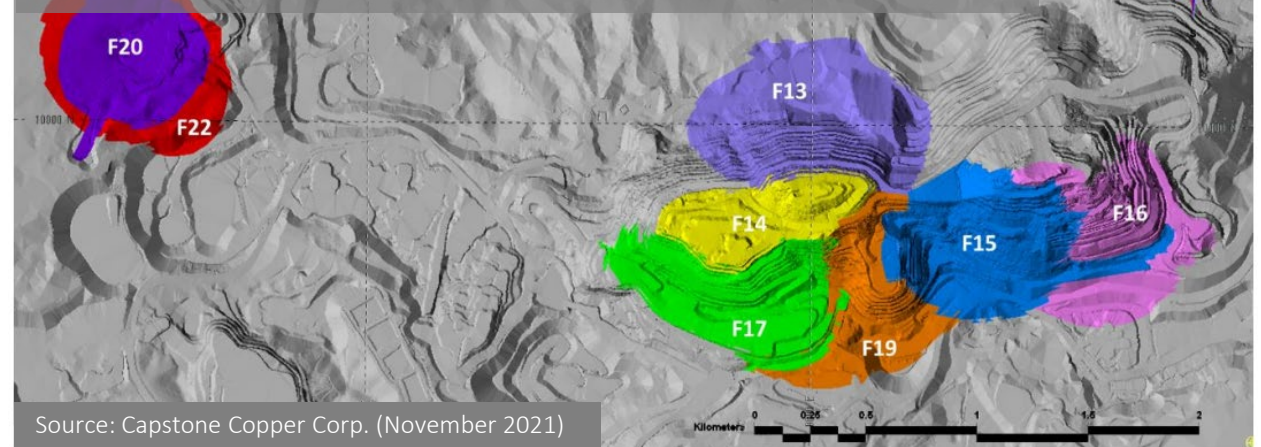 F20
F22
10000
F13
F14
F15
F16
F17
F19
0 0.25 0.5 1 1.5 2
Kilometers
Source: Capstone Copper Corp. (November 2021)